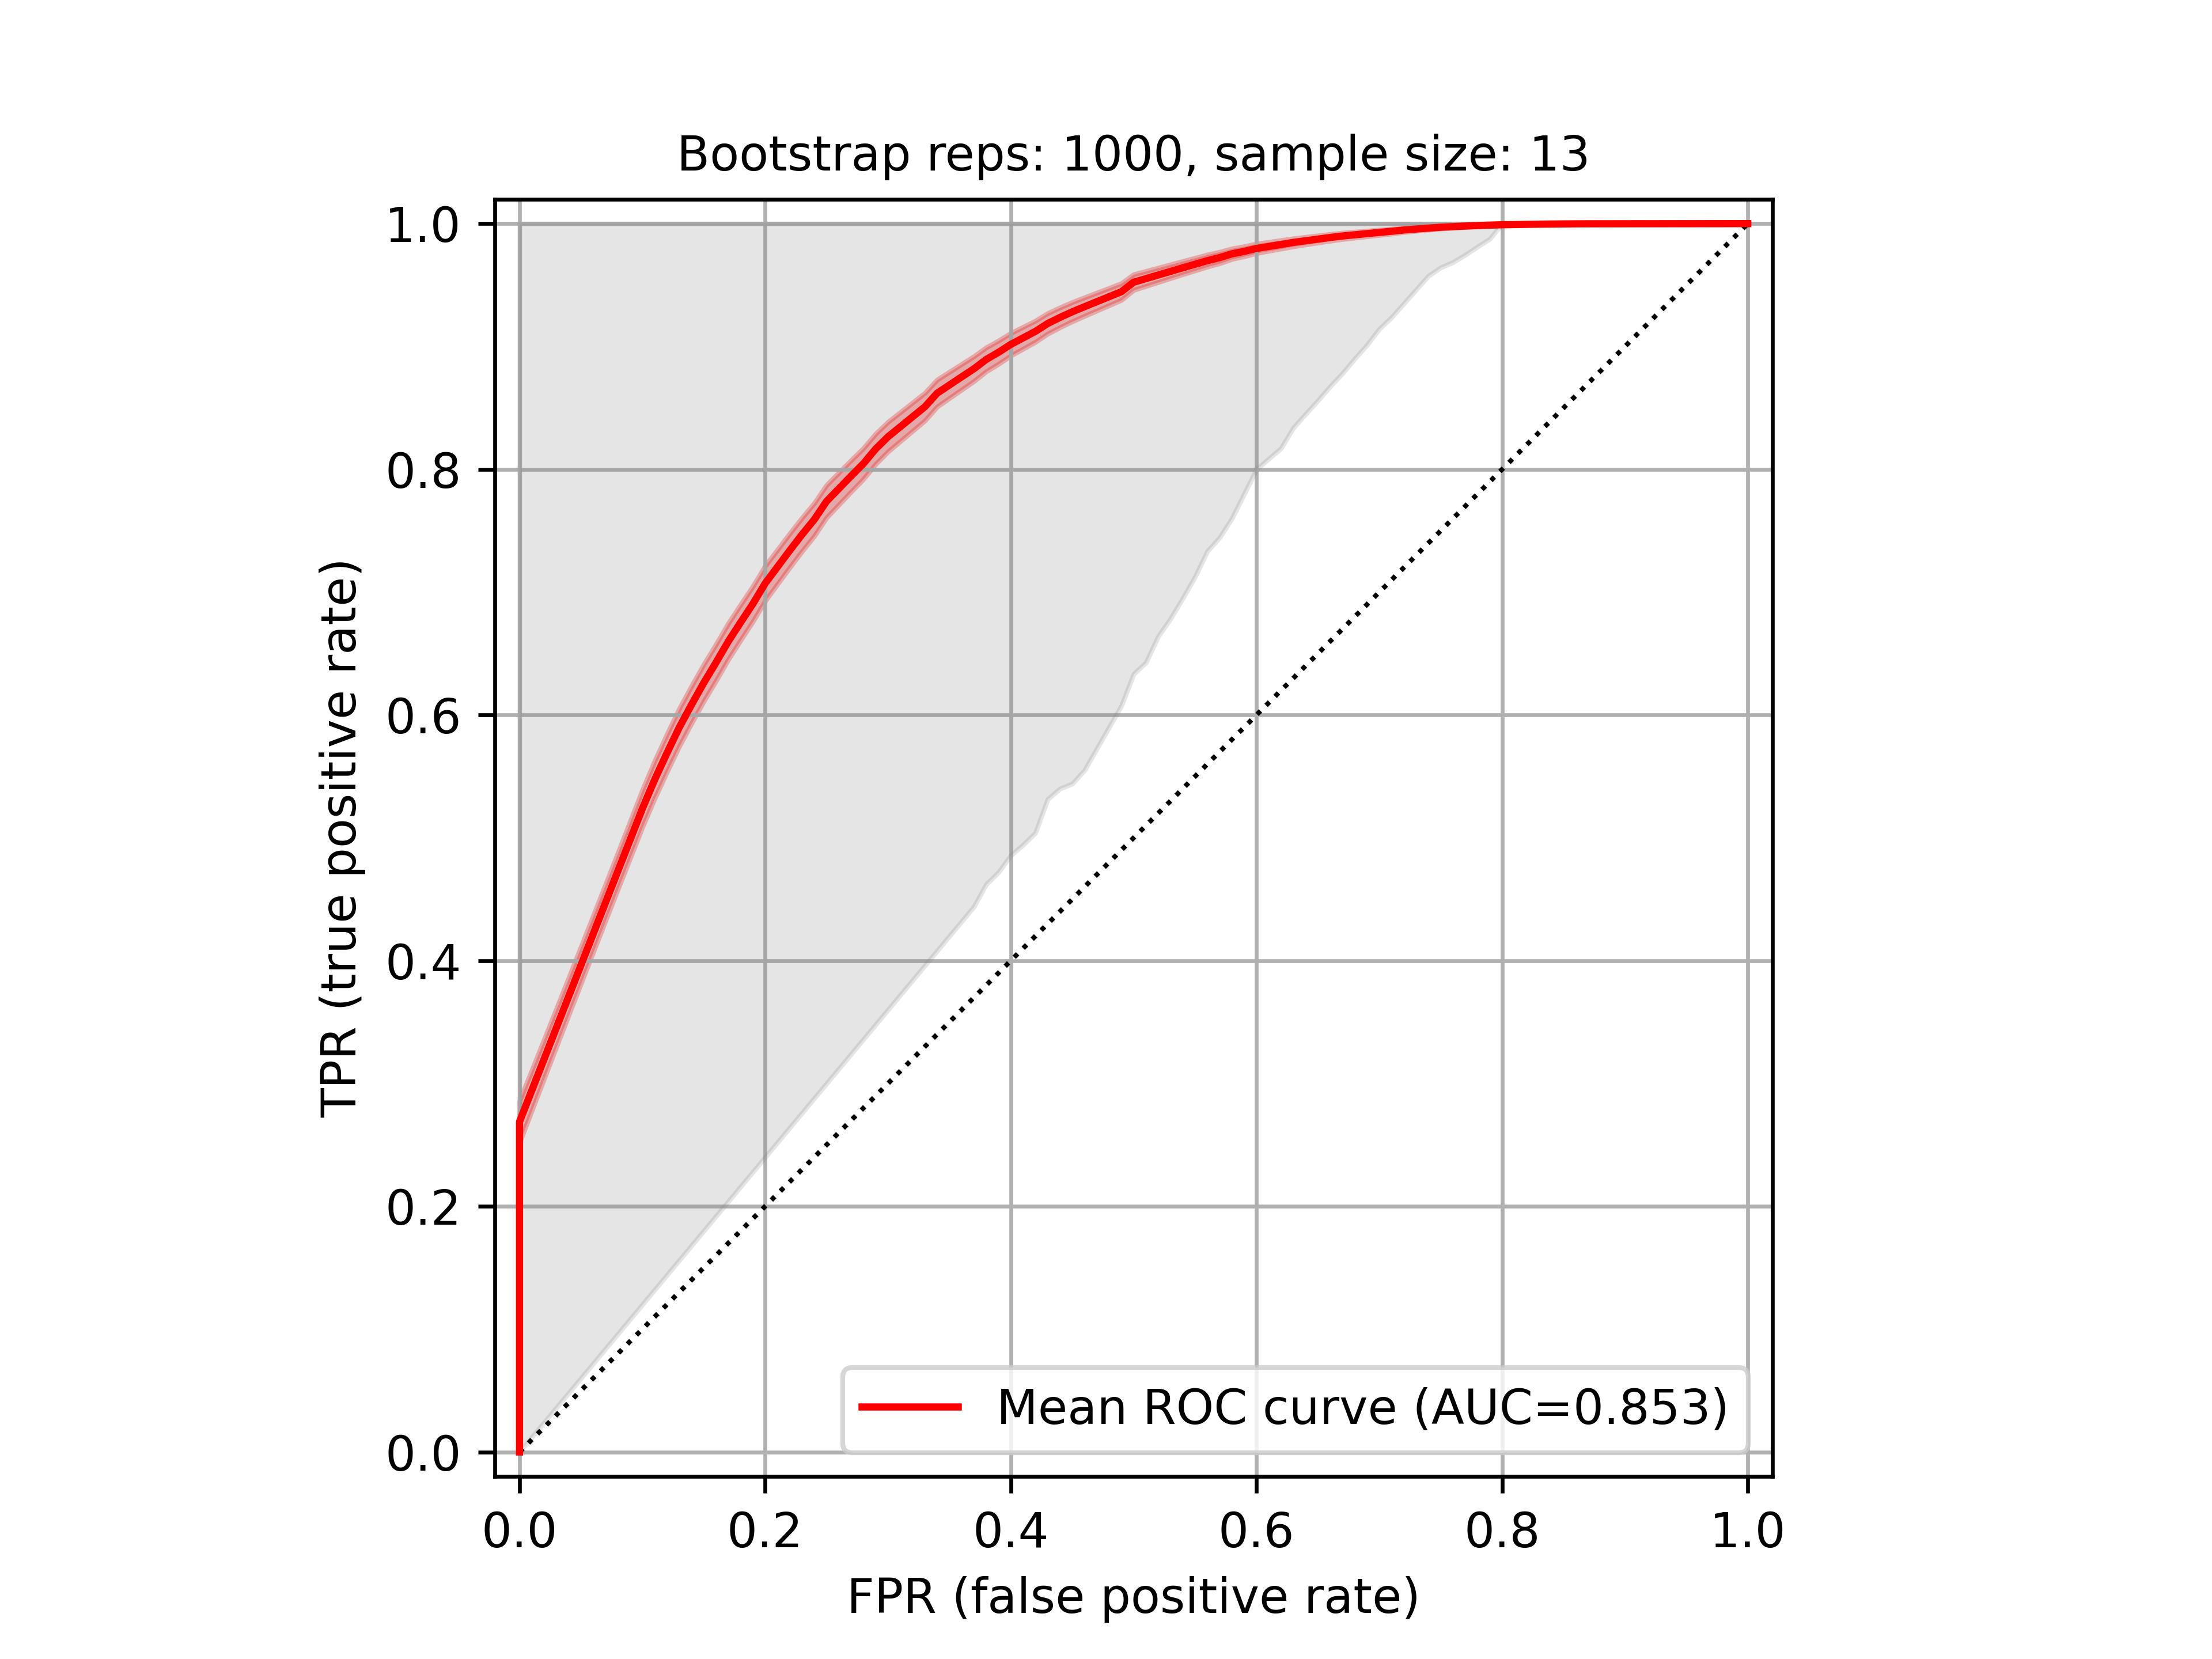 Bootstrap reps: 1000, sample size: 13
1.0
0.8
0.6
0.4
0.2
0.0
TPR (true positive rate)
Mean ROC curve (AUC=0.853)
0.0 0.2 0.4 0.6 0.8 1.0
FPR (false positive rate)